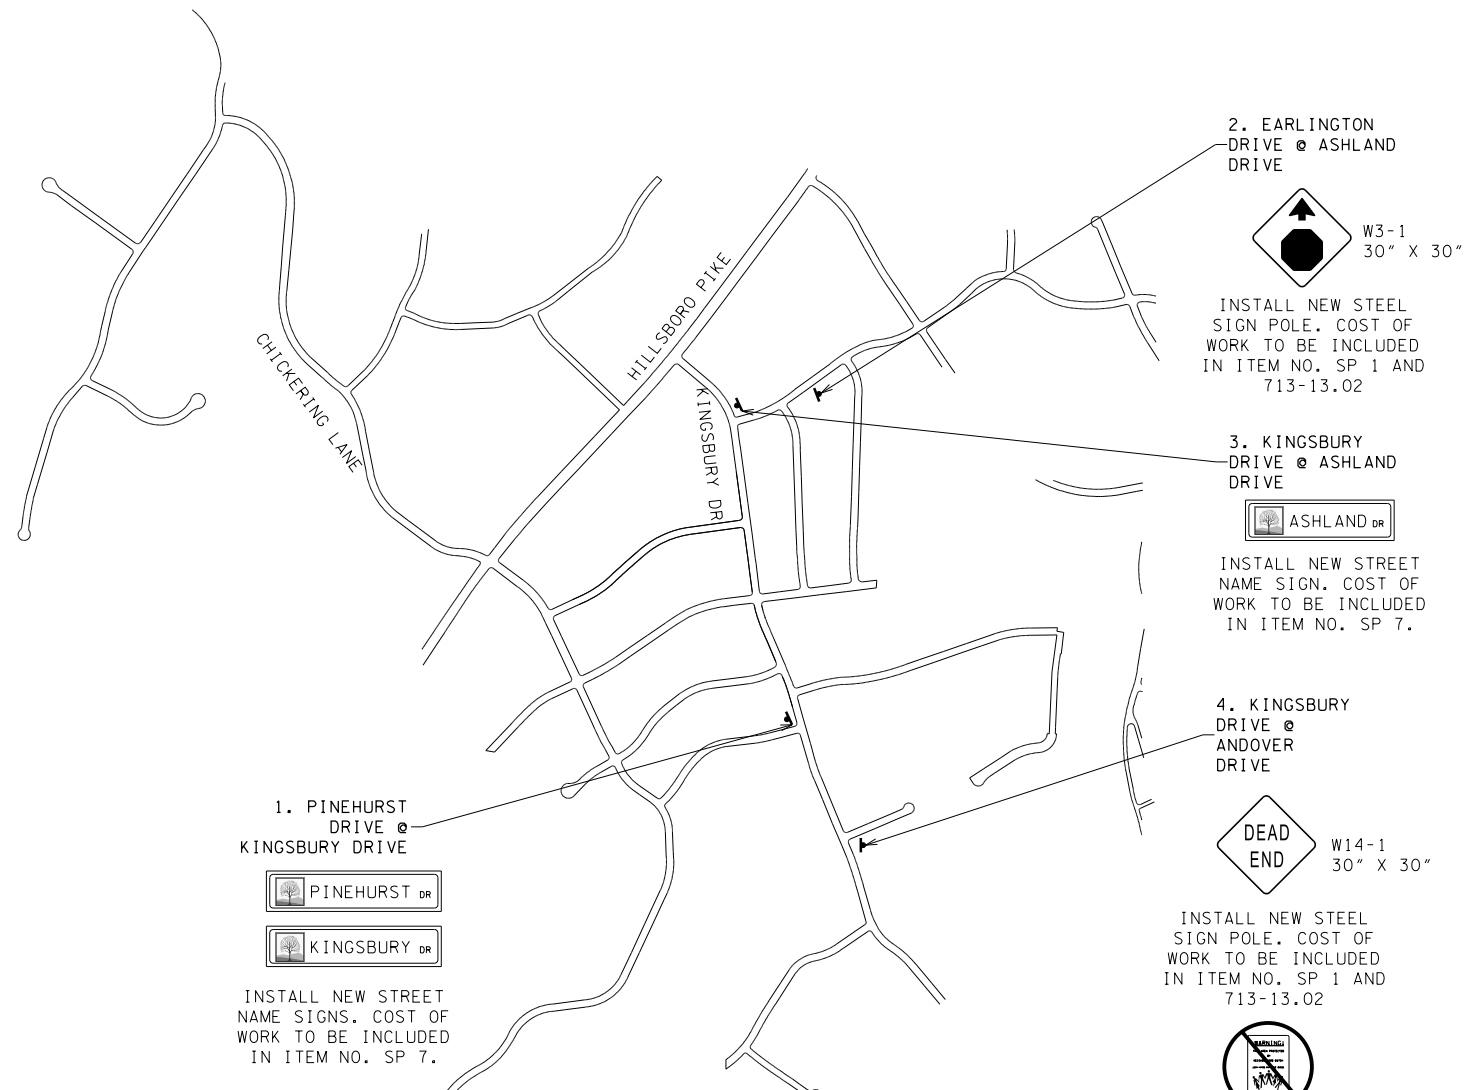 2. EARLINGTON
DRIVE @ ASHLAND
DRIVE
W3-1
30" X 30"
INSTALL NEW STEEL
SIGN POLE. COST OF
WORK TO BE INCLUDED
IN ITEM NO. SP 1 AND
713-13.02
HILLSBORO PIKE
CHICKERING LANE
KINGSBURY DR
3. KINGSBURY
DRIVE @ ASHLAND
DRIVE
ASHLAND DR
INSTALL NEW STREET
NAME SIGN. COST OF
WORK TO BE INCLUDED
IN ITEM NO. SP 7.
4. KINGSBURY
DRIVE @
ANDOVER
DRIVE
DEAD
END
W14-1
30" X 30"
INSTALL NEW STEEL
SIGN POLE. COST OF
WORK TO BE INCLUDED
IN ITEM NO. SP 1 AND
713-13.02
WARNING:
1. PINEHURST
DRIVE @
KINGSBURY DRIVE
PINEHURST DR
KINGSBURY DR
INSTALL NEW STREET
NAME SIGNS. COST OF
WORK TO BE INCLUDED
IN ITEM NO. SP 7.